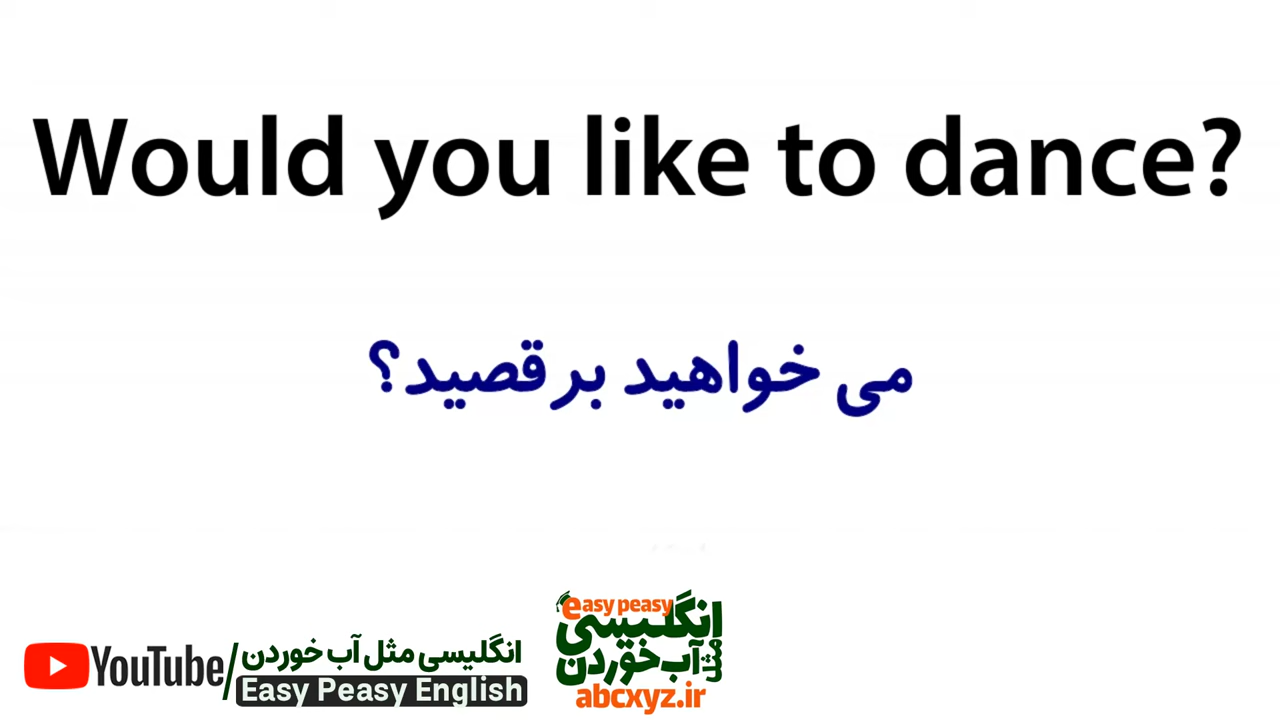 Would you like to dance?
می خواهید برقصید؟
YouTube/انگلیسی مثل آب خوردن
Easy Peasy English
easy peasy
انگلیسی
مثل
آب خوردن
abcxyz.ir